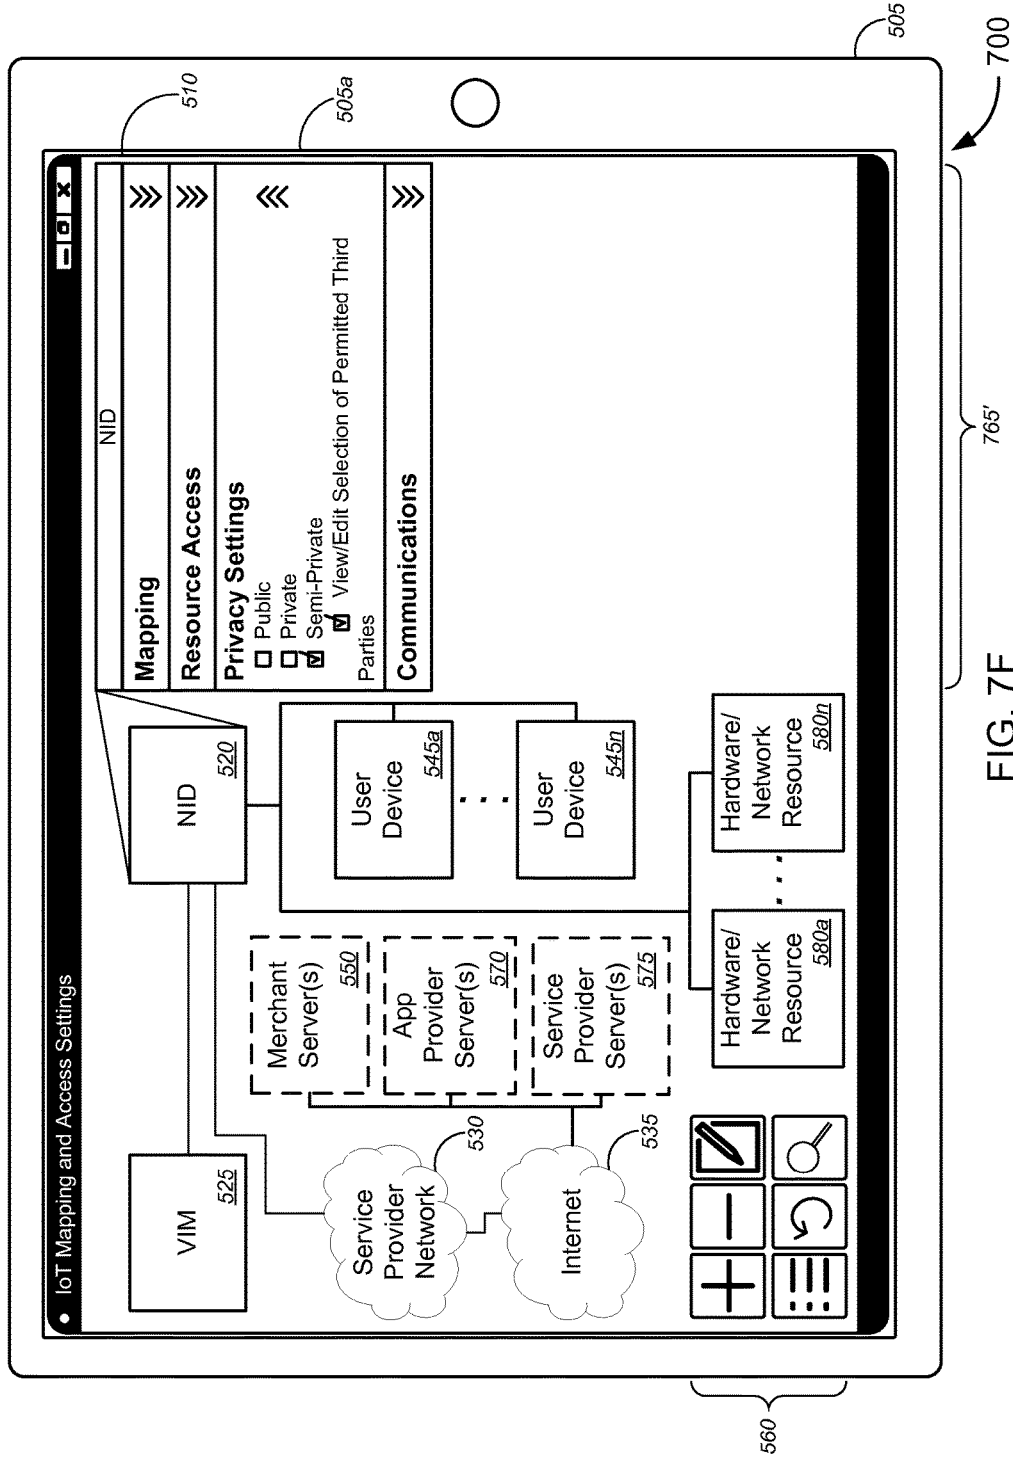 IoT Mapping and Access Settings
VIM
525
NID
520
NID
Mapping
Resource Access
Privacy Settings
Public
Private
Semi-Private
View/Edit Selection of Permitted Third
Parties
Communications
510
505a
505
700
Merchant
Server(s)
550
App
Provider
Server(s)
570
Service
Provider
Server(s)
575
User
Device
545a
User
Device
545n
Service
Provider
Network
530
Internet
535
Hardware/
Network
Resource
580a
Hardware/
Network
Resource
580n
560
765'
FIG.